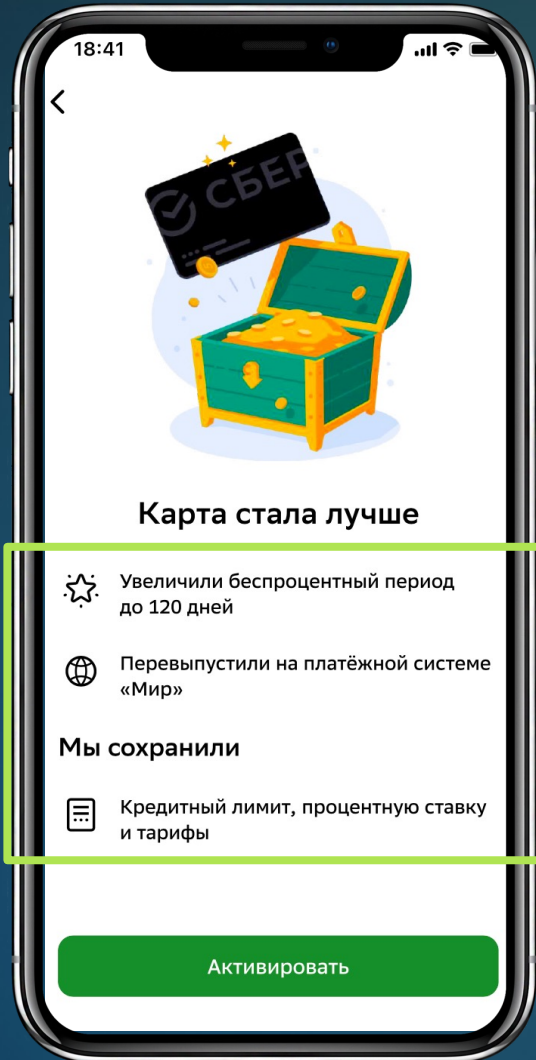 18:41
СБЕР
Карта стала лучше
Увеличили беспроцентный период
до 120 дней
Перевыпустили на платёжной системе
«Мир»
Мы сохранили
Кредитный лимит, процентную ставку
и тарифы
Активировать